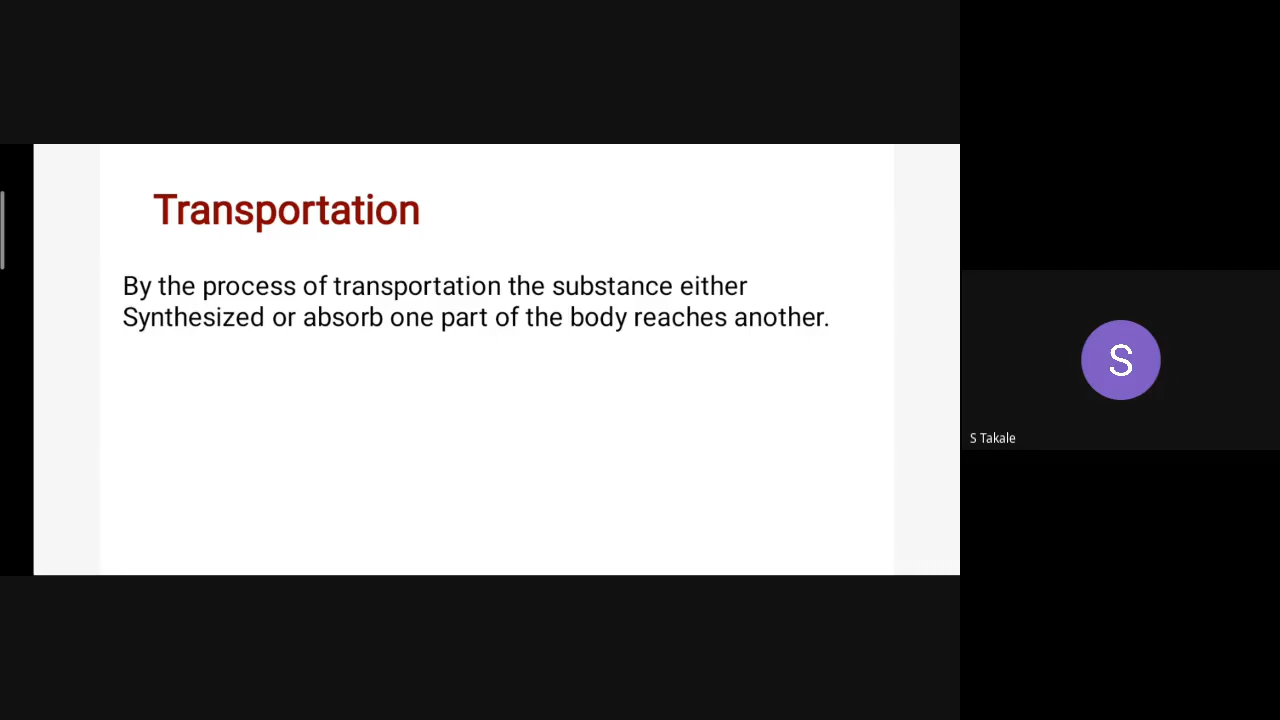 Transportation
By the process of transportation the substance either
Synthesized or absorb one part of the body reaches another.
S
S Takale